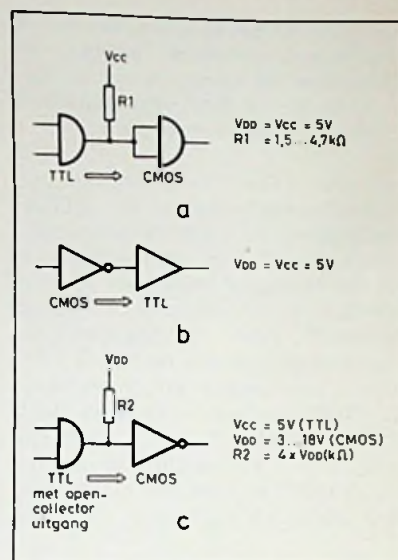 Vcc
R1
VDD = Vcc = 5V
R1 = 1,5...4,7kΩ
TTL ⇒ CMOS
a
VDD = Vcc = 5V
CMOS ⇒ TTL
b
VDD
R2
Vcc = 5V (TTL)
VDD = 3...18V (CMOS)
R2 = 4 x VDD(kΩ)
TTL ⇒ CMOS
met open-
collector
uitgang
c